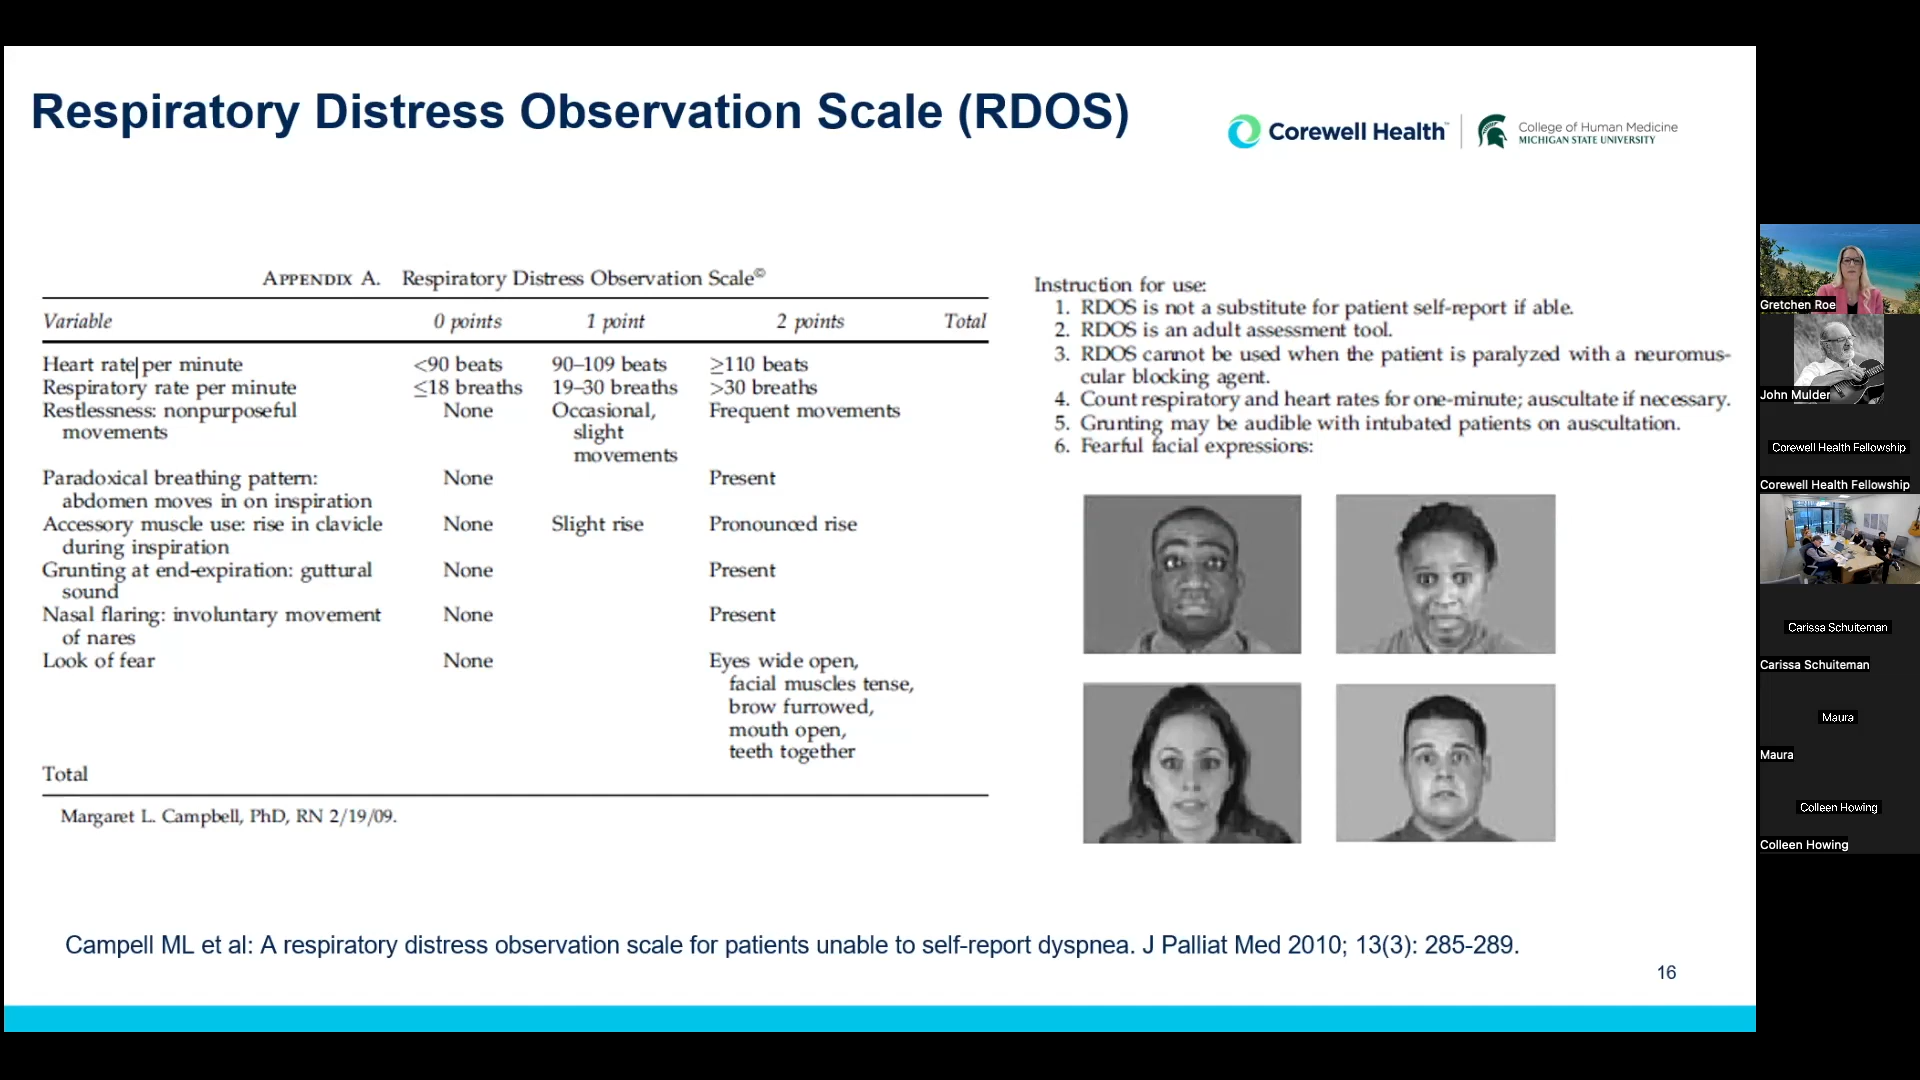 Respiratory Distress Observation Scale (RDOS)
Corewell Health™
College of Human Medicine
MICHIGAN STATE UNIVERSITY
APPENDIX A. Respiratory Distress Observation Scale©
Variable 0 points 1 point 2 points Total
Heart rate per minute <90 beats 90–109 beats ≥110 beats
Respiratory rate per minute ≤18 breaths 19–30 breaths >30 breaths
Restlessness: nonpurposeful None Occasional, Frequent movements
movements slight
movements
Paradoxical breathing pattern: None Present
abdomen moves in on inspiration
Accessory muscle use: rise in clavicle None Slight rise Pronounced rise
during inspiration
Grunting at end-expiration: guttural None Present
sound
Nasal flaring: involuntary movement None Present
of nares
Look of fear None Eyes wide open,
facial muscles tense,
brow furrowed,
mouth open,
teeth together
Total
Margaret L. Campbell, PhD, RN 2/19/09.
Instruction for use:
1. RDOS is not a substitute for patient self-report if able.
2. RDOS is an adult assessment tool.
3. RDOS cannot be used when the patient is paralyzed with a neuromus-
cular blocking agent.
4. Count respiratory and heart rates for one-minute; auscultate if necessary.
5. Grunting may be audible with intubated patients on auscultation.
6. Fearful facial expressions:
Campell ML et al: A respiratory distress observation scale for patients unable to self-report dyspnea. J Palliat Med 2010; 13(3): 285-289.
16
Gretchen Roe
John Mulder
Corewell Health Fellowship
Corewell Health Fellowship
Carissa Schuiteman
Carissa Schuiteman
Maura
Maura
Colleen Howing
Colleen Howing